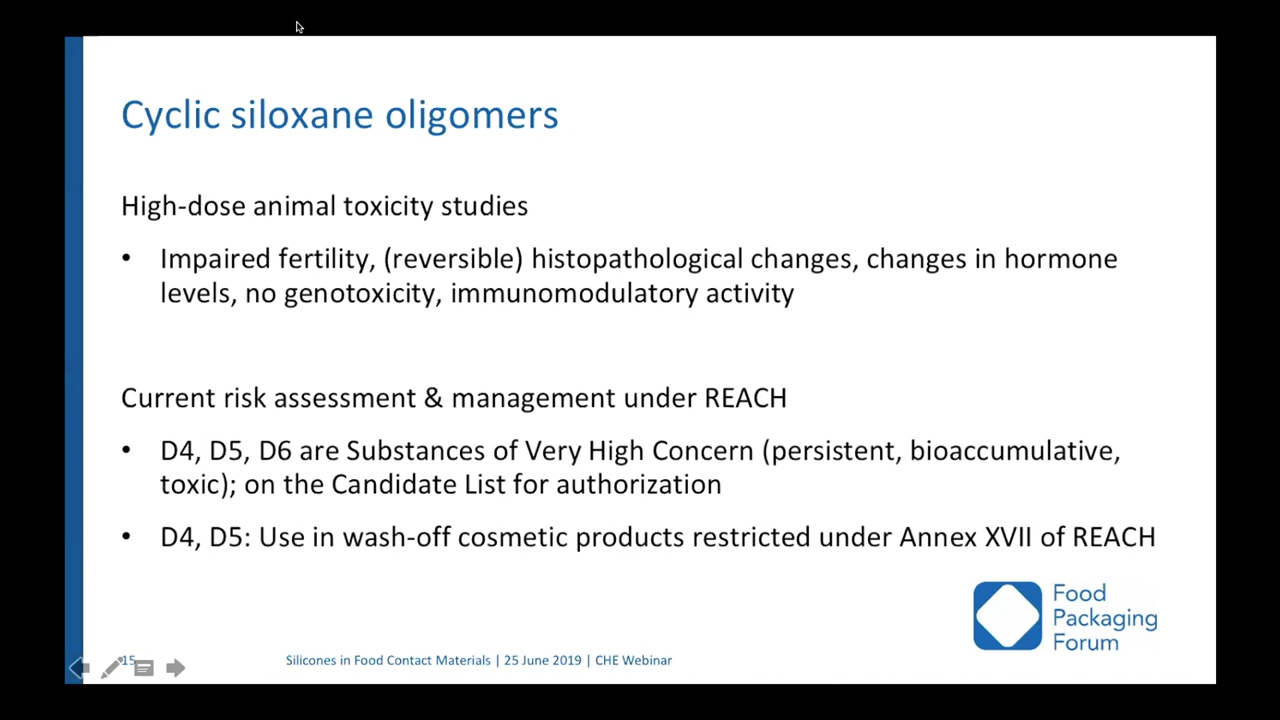 Cyclic siloxane oligomers
High-dose animal toxicity studies
• Impaired fertility, (reversible) histopathological changes, changes in hormone
levels, no genotoxicity, immunomodulatory activity
Current risk assessment & management under REACH
• D4, D5, D6 are Substances of Very High Concern (persistent, bioaccumulative,
toxic); on the Candidate List for authorization
• D4, D5: Use in wash-off cosmetic products restricted under Annex XVII of REACH
Food
Packaging
Forum
15
Silicones in Food Contact Materials | 25 June 2019 | CHE Webinar